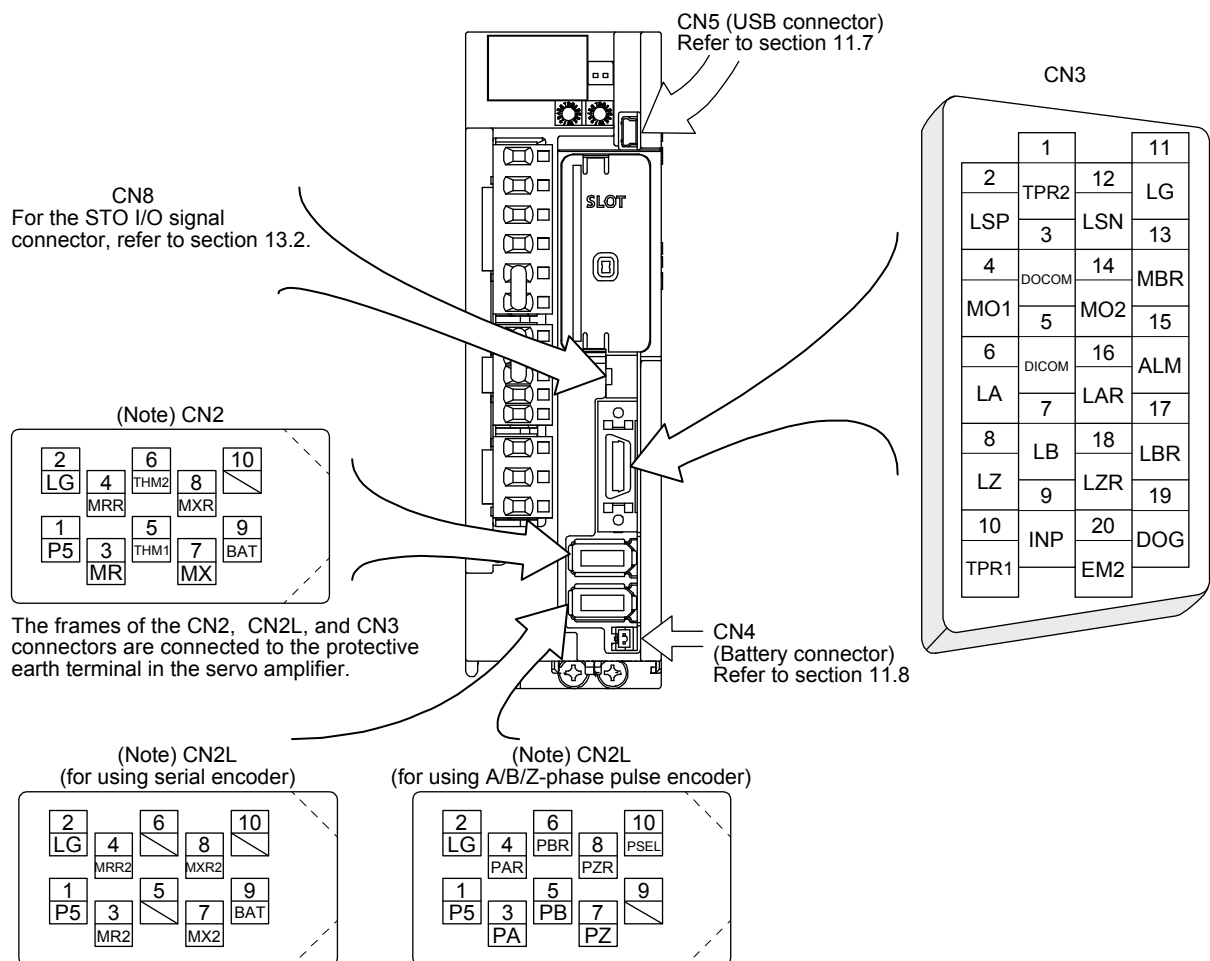 CN5 (USB connector)
Refer to section 11.7
CN3
SLOT
CN8
For the STO I/O signal
connector, refer to section 13.2.
1 11
2 TPR2 12 LG
LSP 3 LSN 13
4 DOCOM 14 MBR
MO1 5 MO2 15
6 DICOM 16 ALM
LA 7 LAR 17
8 LB 18 LBR
LZ 9 LZR 19
10 INP 20 DOG
TPR1 EM2
(Note) CN2
2 6 10
LG 4 THM2 8
MRR MXR
1 5 9
P5 3 THM1 7 BAT
MR MX
The frames of the CN2, CN2L, and CN3
connectors are connected to the protective
earth terminal in the servo amplifier.
CN4
(Battery connector)
Refer to section 11.8
(Note) CN2L
(for using serial encoder)
2 6 10
LG 4 8
MRR2 MXR2
1 5 9
P5 3 7 BAT
MR2 MX2
(Note) CN2L
(for using A/B/Z-phase pulse encoder)
2 6 10
LG 4 PBR 8 PSEL
PAR PZR
1 5 9
P5 3 PB 7
PA PZ